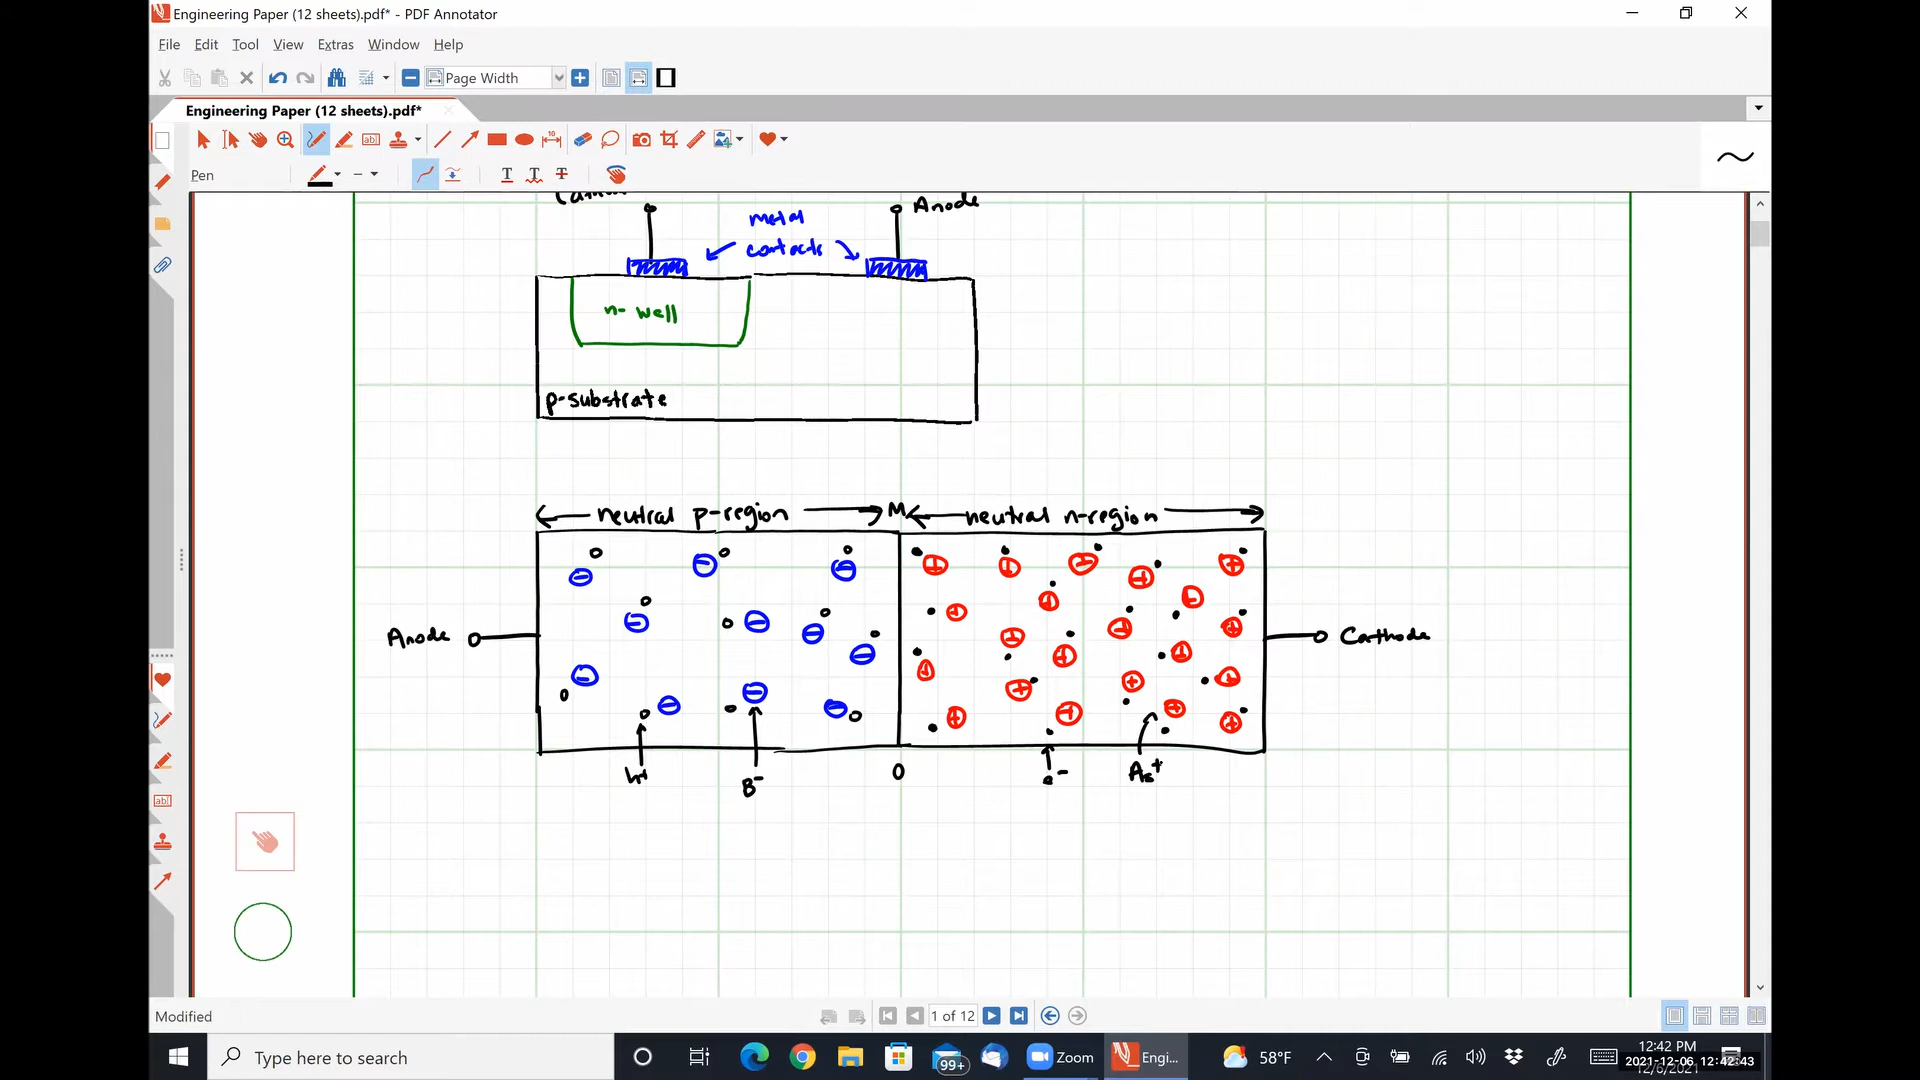 Engineering Paper (12 sheets).pdf* - PDF Annotator
File Edit Tool View Extras Window Help
Page Width
Engineering Paper (12 sheets).pdf*
Pen
Anode
metal
contacts
n-well
p-substrate
neutral p-region M neutral n-region
Anode
Cathode
h+
B-
0
e-
As+
Modified
1 of 12
Type here to search
99+
Zoom
Engi...
58°F
12:42 PM
2021-12-06, 12:42:43